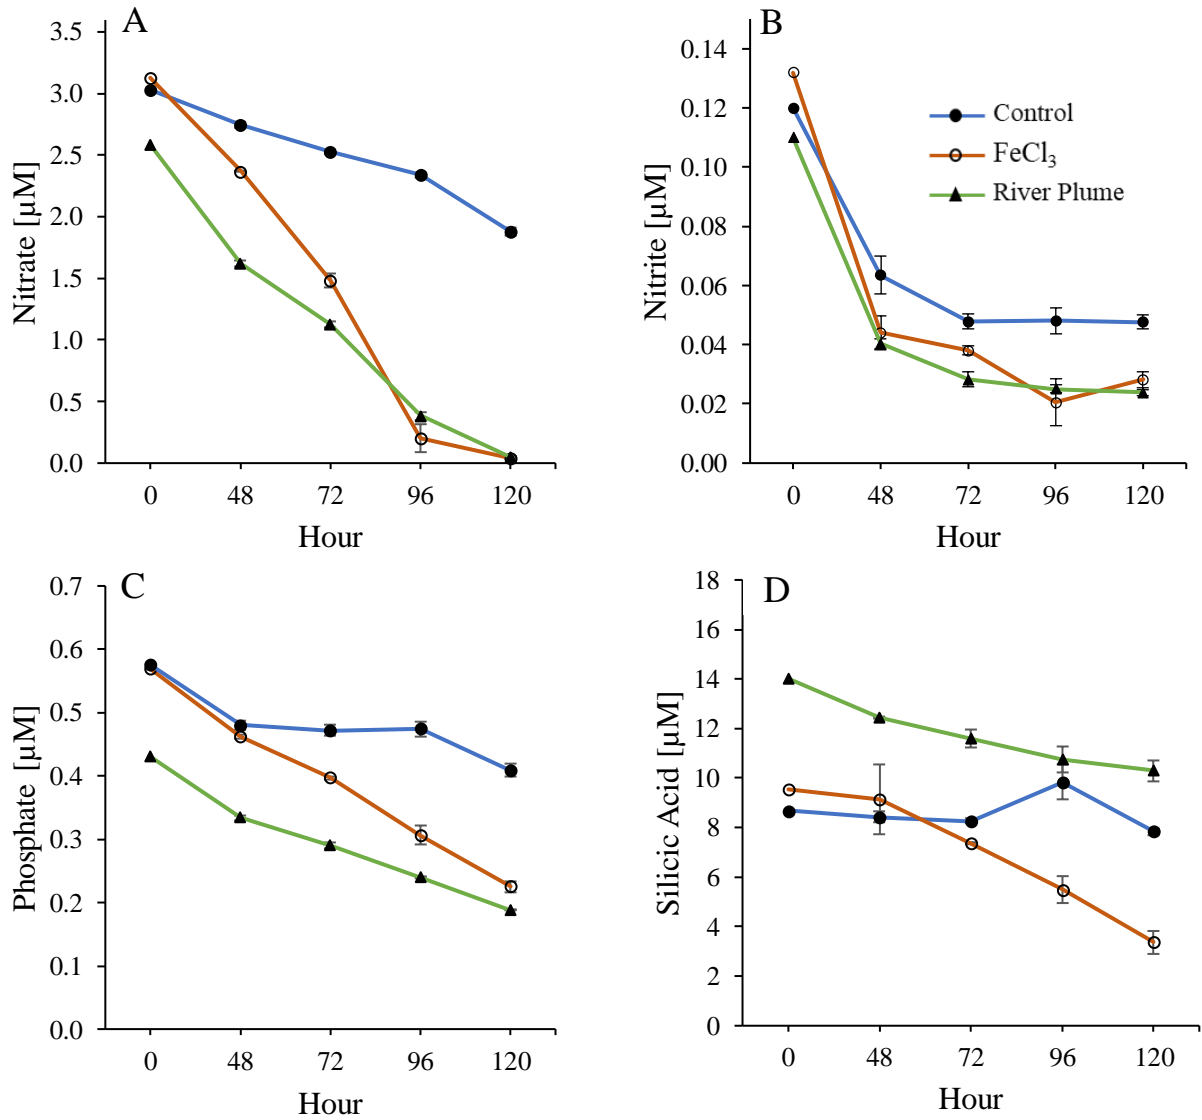 A
Nitrate [µM]
3.5
3.0
2.5
2.0
1.5
1.0
0.5
0.0
0 48 72 96 120
Hour
B
Nitrite [µM]
0.14
0.12
0.10
0.08
0.06
0.04
0.02
0.00
0 48 72 96 120
Hour
Control
FeCl₃
River Plume
C
Phosphate [µM]
0.7
0.6
0.5
0.4
0.3
0.2
0.1
0.0
0 48 72 96 120
Hour
D
Silicic Acid [µM]
18
16
14
12
10
8
6
4
2
0
0 48 72 96 120
Hour